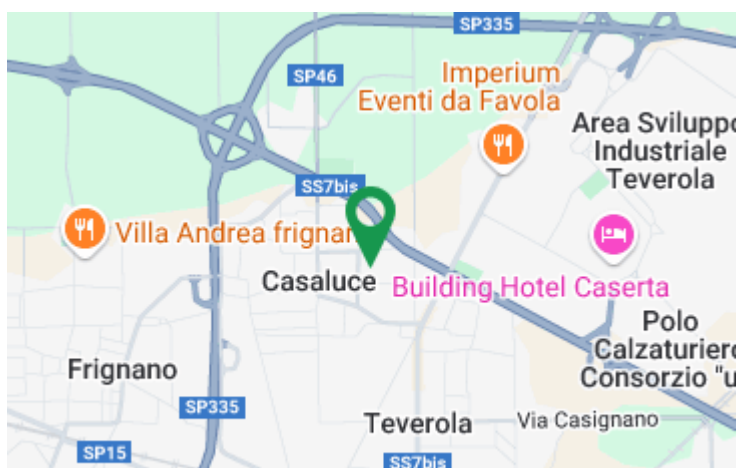 SP335
SP46
Imperium
Eventi da Favola
Area Sviluppo
Industriale
Teverola
SS7bis
Villa Andrea frignan
Casaluce
Building Hotel Caserta
Polo
Calzaturiero
Consorzio "u
Frignano
SP335
Teverola
Via Casignano
SP15
SS7bis